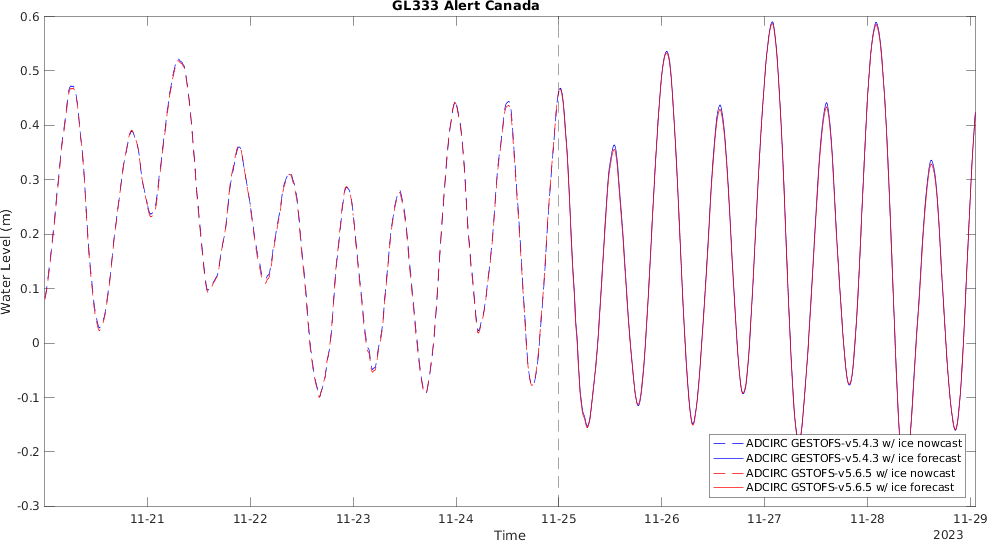 GL333 Alert Canada
0.6
0.5
0.4
0.3
0.2
0.1
0
-0.1
-0.2
-0.3
Water Level (m)
ADCIRC GESTOFS-v5.4.3 w/ ice nowcast
ADCIRC GESTOFS-v5.4.3 w/ ice forecast
ADCIRC GSTOFS-v5.6.5 w/ ice nowcast
ADCIRC GSTOFS-v5.6.5 w/ ice forecast
11-21 11-22 11-23 11-24 11-25 11-26 11-27 11-28 11-29
Time 2023